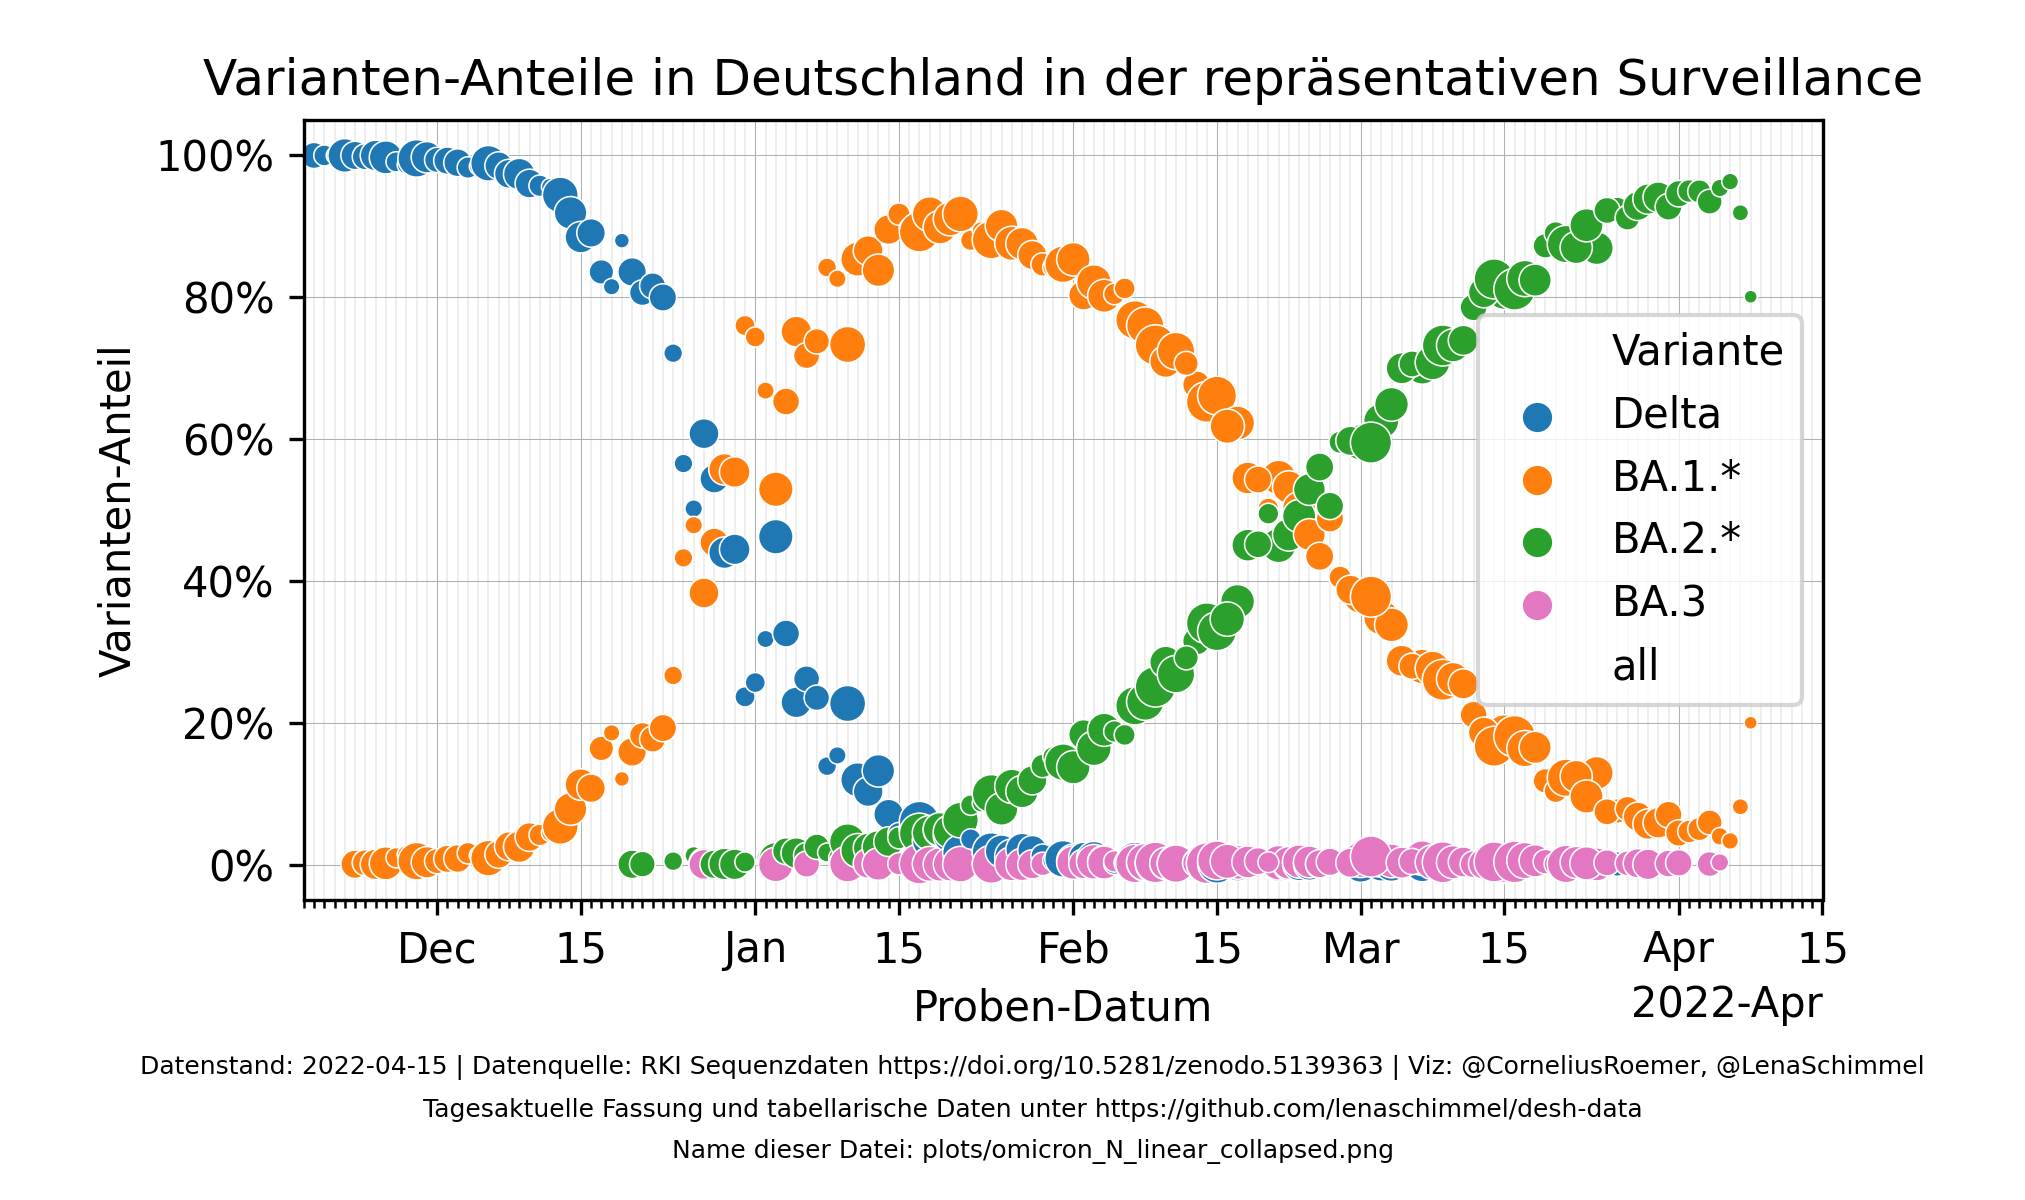 Varianten-Anteile in Deutschland in der repräsentativen Surveillance
Varianten-Anteil
100%
80%
60%
40%
20%
0%
Variante
Delta
BA.1.*
BA.2.*
BA.3
all
Dec 15 Jan 15 Feb 15 Mar 15 Apr 15
Proben-Datum
2022-Apr
Datenstand: 2022-04-15 | Datenquelle: RKI Sequenzdaten https://doi.org/10.5281/zenodo.5139363 | Viz: @CorneliusRoemer, @LenaSchimmel
Tagesaktuelle Fassung und tabellarische Daten unter https://github.com/lenaschimmel/desh-data
Name dieser Datei: plots/omicron_N_linear_collapsed.png